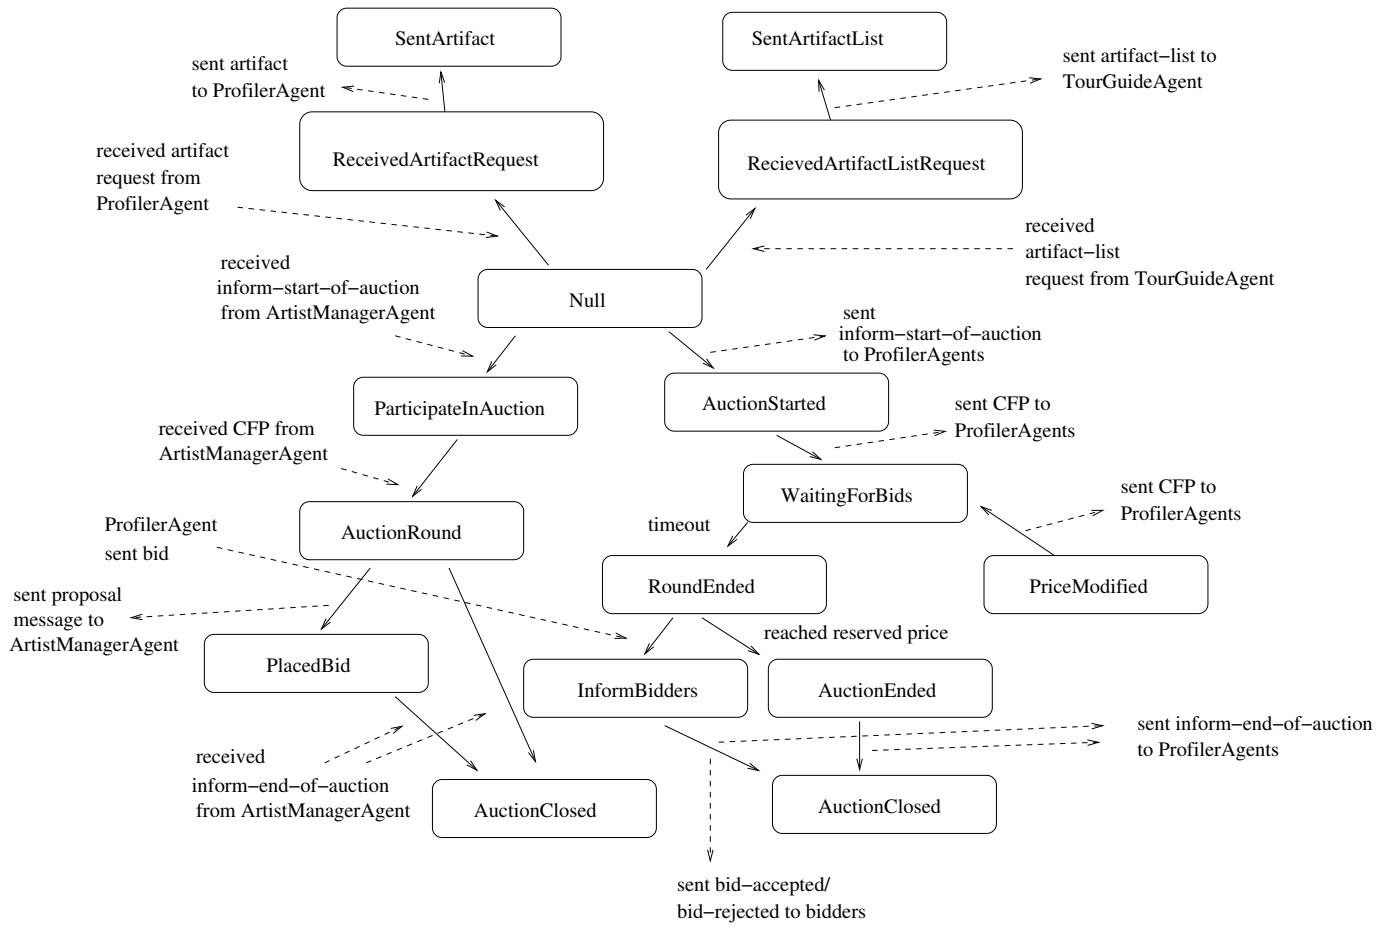 SentArtifact
SentArtifactList
sent artifact
to ProfilerAgent
sent artifact−list to
TourGuideAgent
ReceivedArtifactRequest
RecievedArtifactListRequest
received artifact
request from
ProfilerAgent
received
artifact−list
request from TourGuideAgent
received
inform−start−of−auction
from ArtistManagerAgent
Null
sent
inform−start−of−auction
to ProfilerAgents
ParticipateInAuction
AuctionStarted
sent CFP to
ProfilerAgents
received CFP from
ArtistManagerAgent
WaitingForBids
sent CFP to
ProfilerAgents
ProfilerAgent
sent bid
AuctionRound
timeout
RoundEnded
PriceModified
sent proposal
message to
ArtistManagerAgent
reached reserved price
PlacedBid
InformBidders
AuctionEnded
sent inform−end−of−auction
to ProfilerAgents
received
inform−end−of−auction
from ArtistManagerAgent
AuctionClosed
AuctionClosed
sent bid−accepted/
bid−rejected to bidders